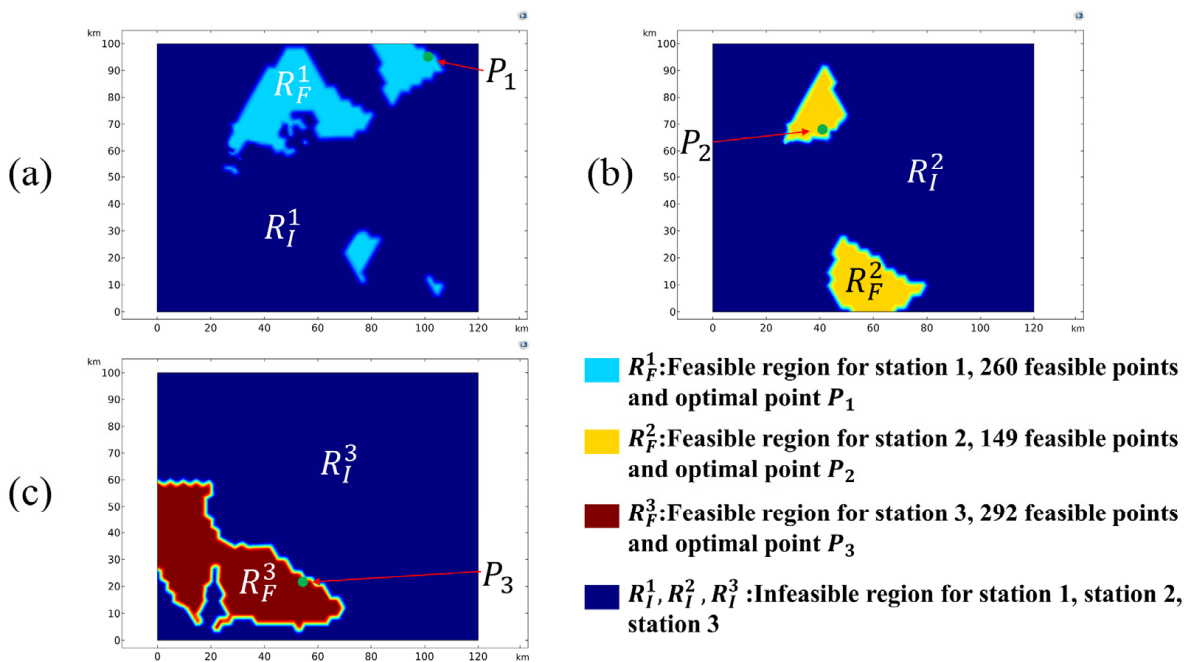 (a)
km
100
90
80
70
60
50
40
30
20
10
0
0 20 40 60 80 100 120 km
R_F^1
R_I^1
P_1
(b)
km
100
90
80
70
60
50
40
30
20
10
0
0 20 40 60 80 100 120 km
P_2
R_I^2
R_F^2
(c)
km
100
90
80
70
60
50
40
30
20
10
0
0 20 40 60 80 100 120 km
R_I^3
R_F^3
P_3
R_F^1:Feasible region for station 1, 260 feasible points
and optimal point P_1
R_F^2:Feasible region for station 2, 149 feasible points
and optimal point P_2
R_F^3:Feasible region for station 3, 292 feasible points
and optimal point P_3
R_I^1, R_I^2, R_I^3 :Infeasible region for station 1, station 2,
station 3